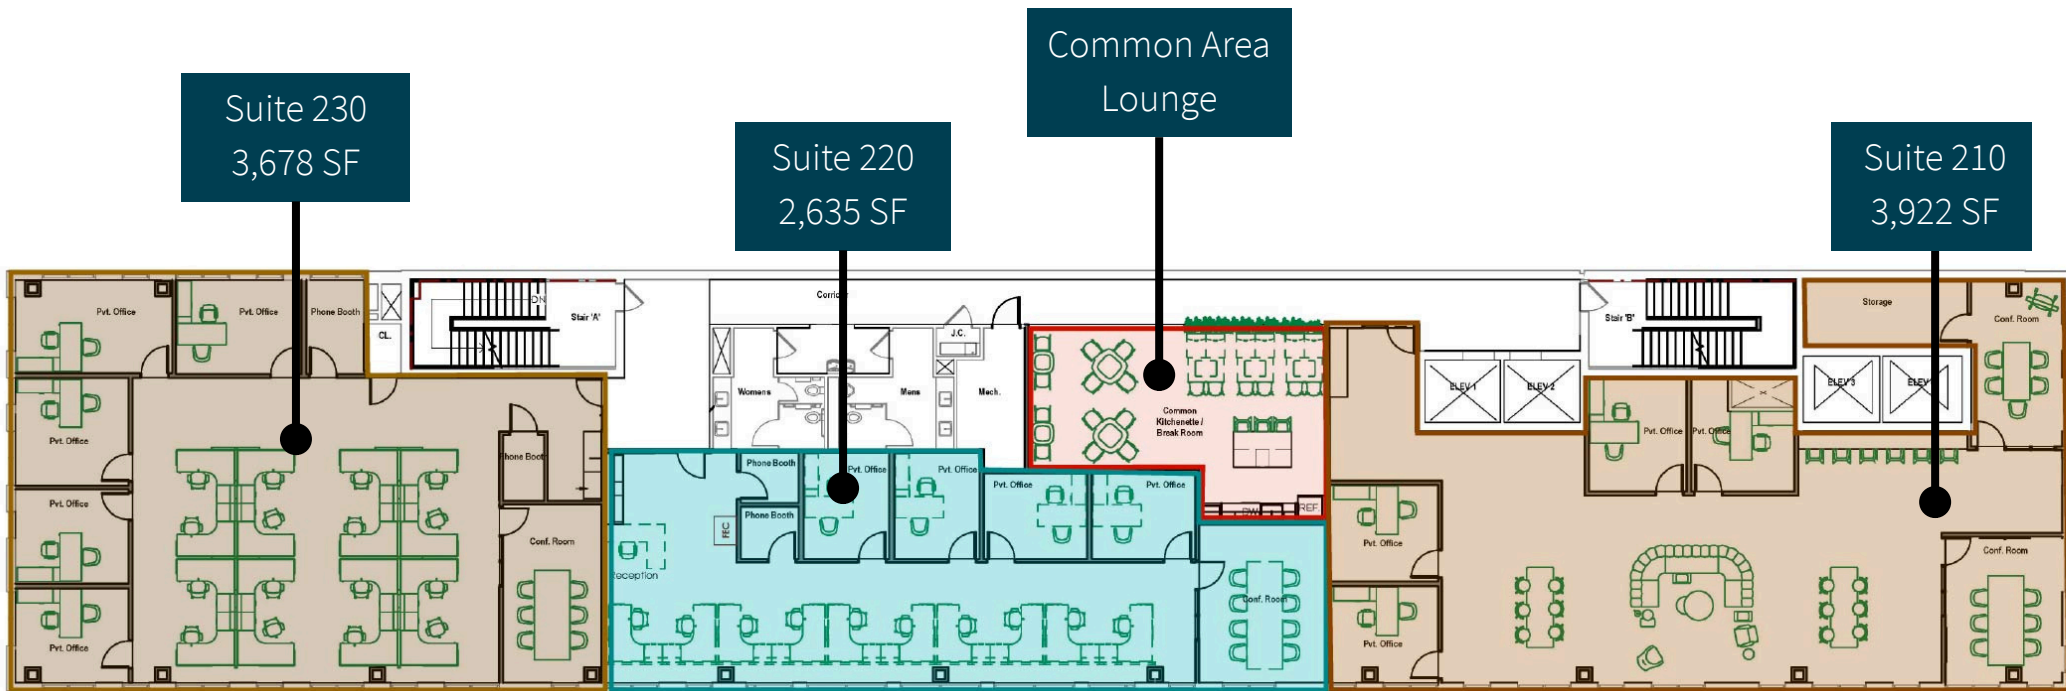 Common Area
Lounge
Suite 230
3,678 SF
Suite 220
2,635 SF
Suite 210
3,922 SF
Pvt. Office
Pvt. Office
Phone Booth
CL.
DN
Stair 'A'
Corridor
J.C.
Womens
Mens
Mech.
Common
Kitchenette /
Break Room
DW
REF.
ELEV 1
ELEV 2
Stair 'B'
Storage
ELEV 3
Conf. Room
Pvt. Office
Pvt. Office
Pvt. Office
Phone Booth
Conf. Room
Phone Booth
Phone Booth
FEC
Reception
Pvt. Office
Pvt. Office
Pvt. Office
Pvt. Office
Conf. Room
Pvt. Office
Pvt. Office
Pvt. Office
Pvt. Office
Conf. Room